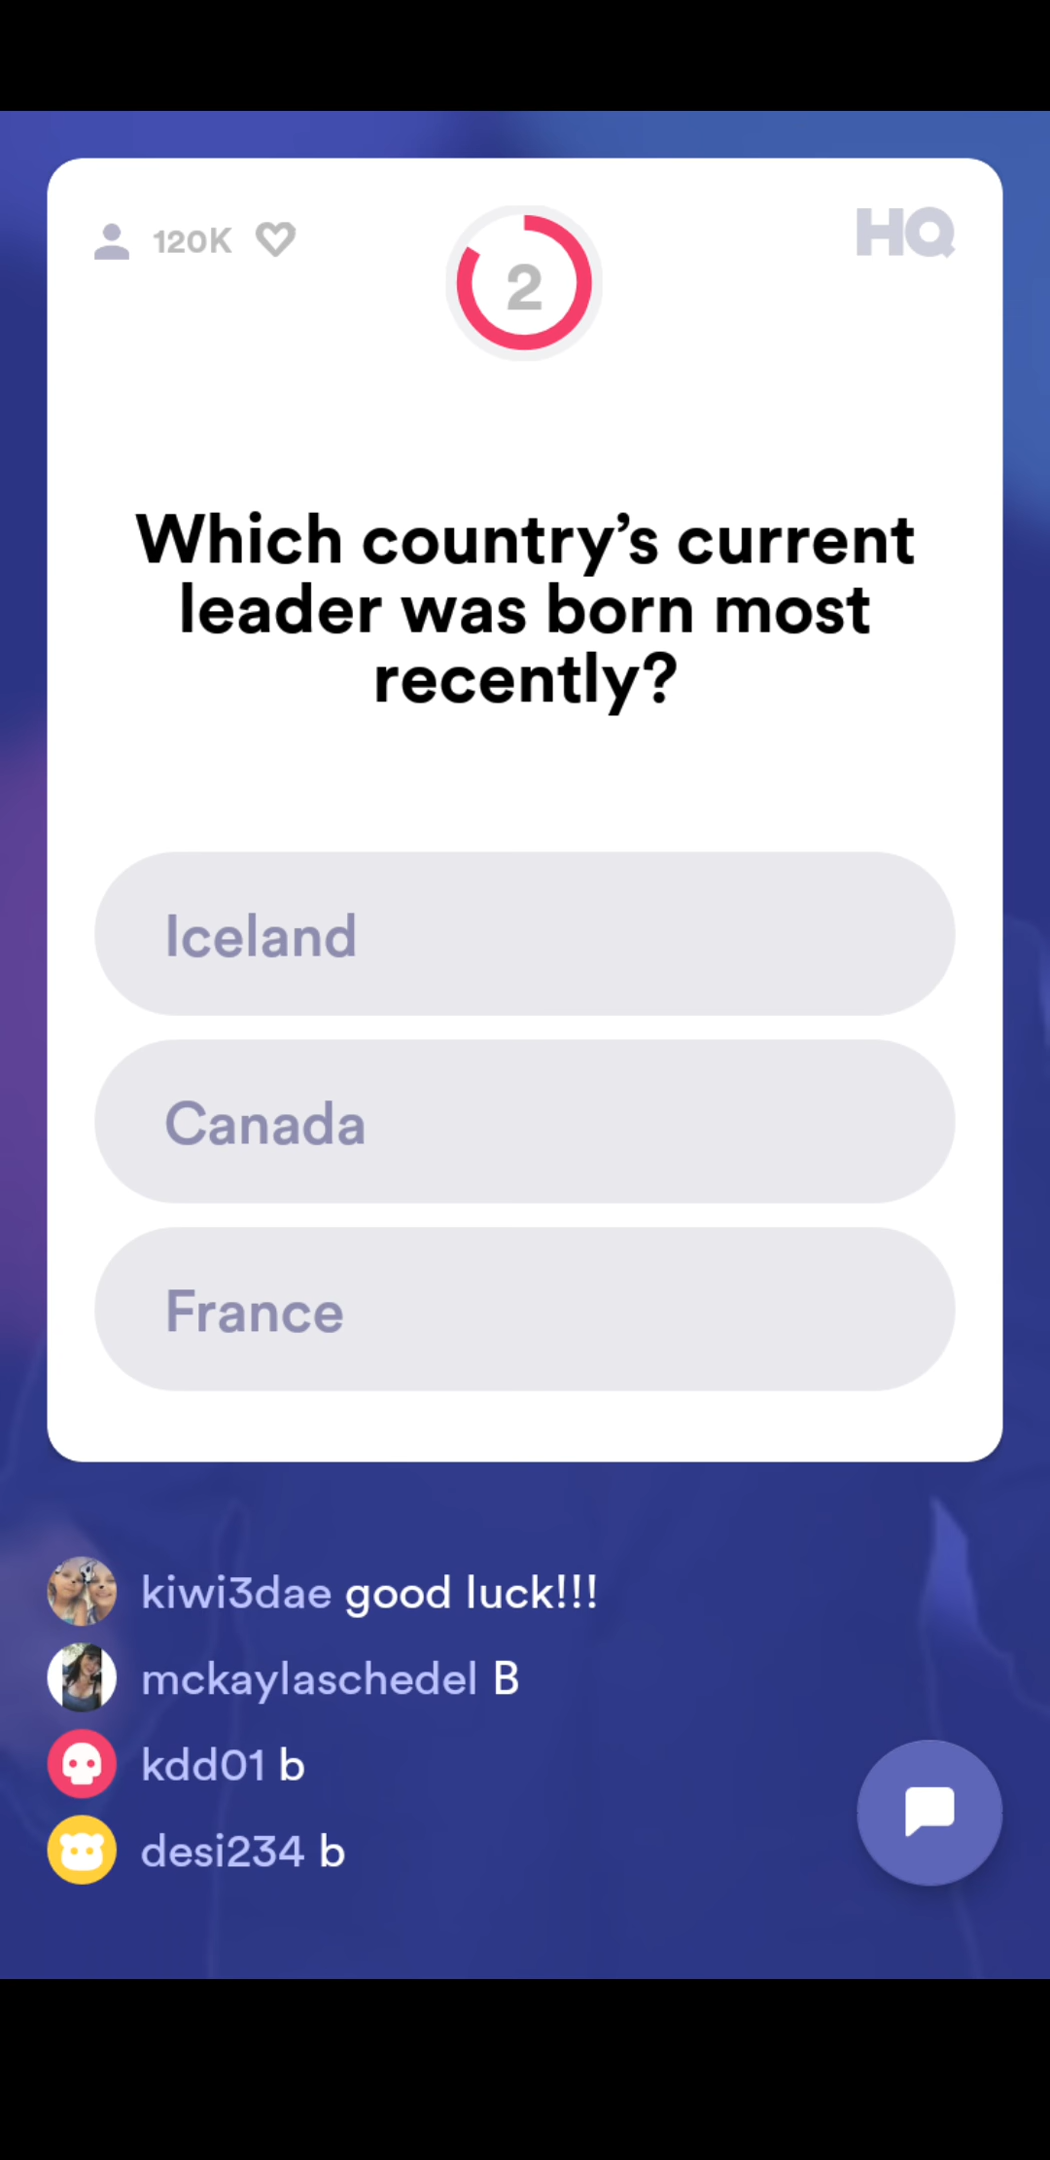 120K
2
HQ
Which country’s current
leader was born most
recently?
Iceland
Canada
France
kiwi3dae good luck!!!
mckaylaschedel B
kdd01 b
desi234 b